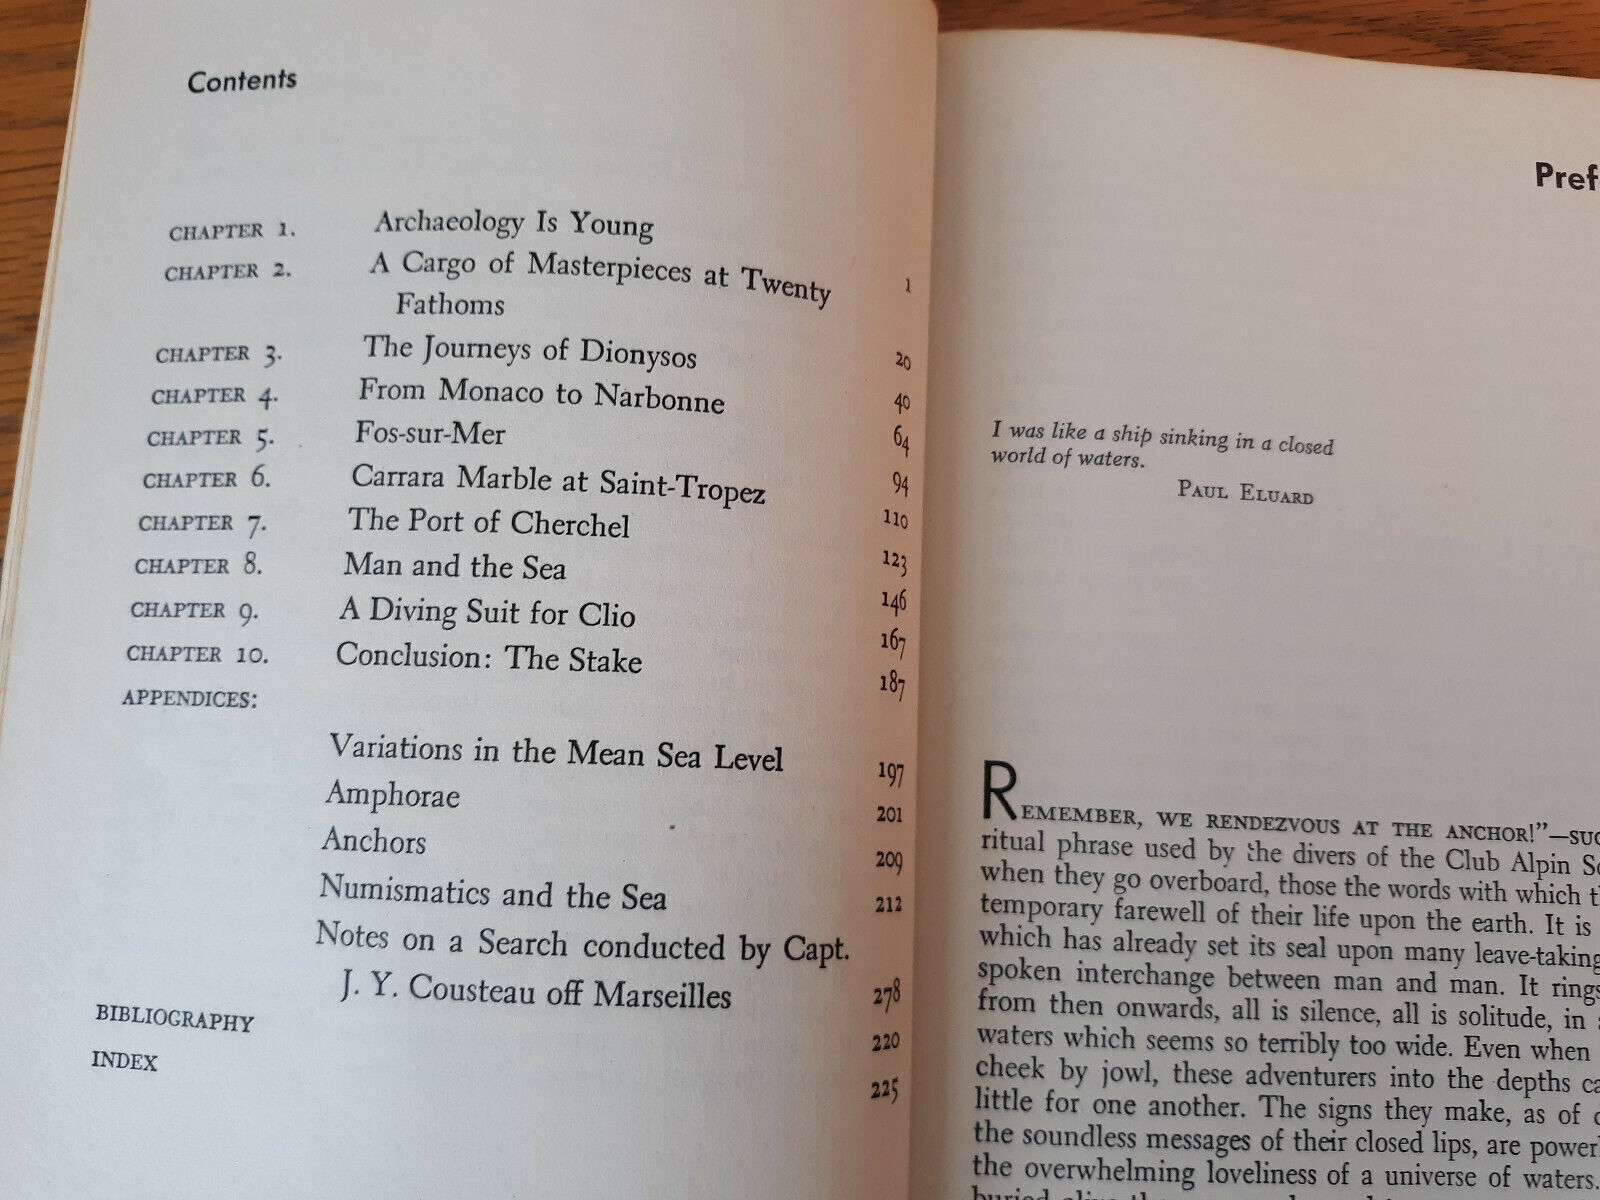 Contents
CHAPTER 1. Archaeology Is Young 1
CHAPTER 2. A Cargo of Masterpieces at Twenty
Fathoms 20
CHAPTER 3. The Journeys of Dionysos 40
CHAPTER 4. From Monaco to Narbonne 64
CHAPTER 5. Fos-sur-Mer 94
CHAPTER 6. Carrara Marble at Saint-Tropez 110
CHAPTER 7. The Port of Cherchel 123
CHAPTER 8. Man and the Sea 146
CHAPTER 9. A Diving Suit for Clio 167
CHAPTER 10. Conclusion: The Stake 187
APPENDICES:
Variations in the Mean Sea Level 197
Amphorae 201
Anchors 209
Numismatics and the Sea 212
Notes on a Search conducted by Capt.
J. Y. Cousteau off Marseilles 278
BIBLIOGRAPHY 220
INDEX 225
Pref
I was like a ship sinking in a closed
world of waters.
PAUL ELUARD
REMEMBER, WE RENDEZVOUS AT THE ANCHOR!"—SUC
ritual phrase used by the divers of the Club Alpin
when they go overboard, those the words with which
temporary farewell of their life upon the earth. It is
which has already set its seal upon many leave-taking
spoken interchange between man and man. It rings
from then onwards, all is silence, all is solitude, in
waters which seems so terribly too wide. Even when
cheek by jowl, these adventurers into the depths ca
little for one another. The signs they make, as of
the soundless messages of their closed lips, are power
the overwhelming loveliness of a universe of waters.